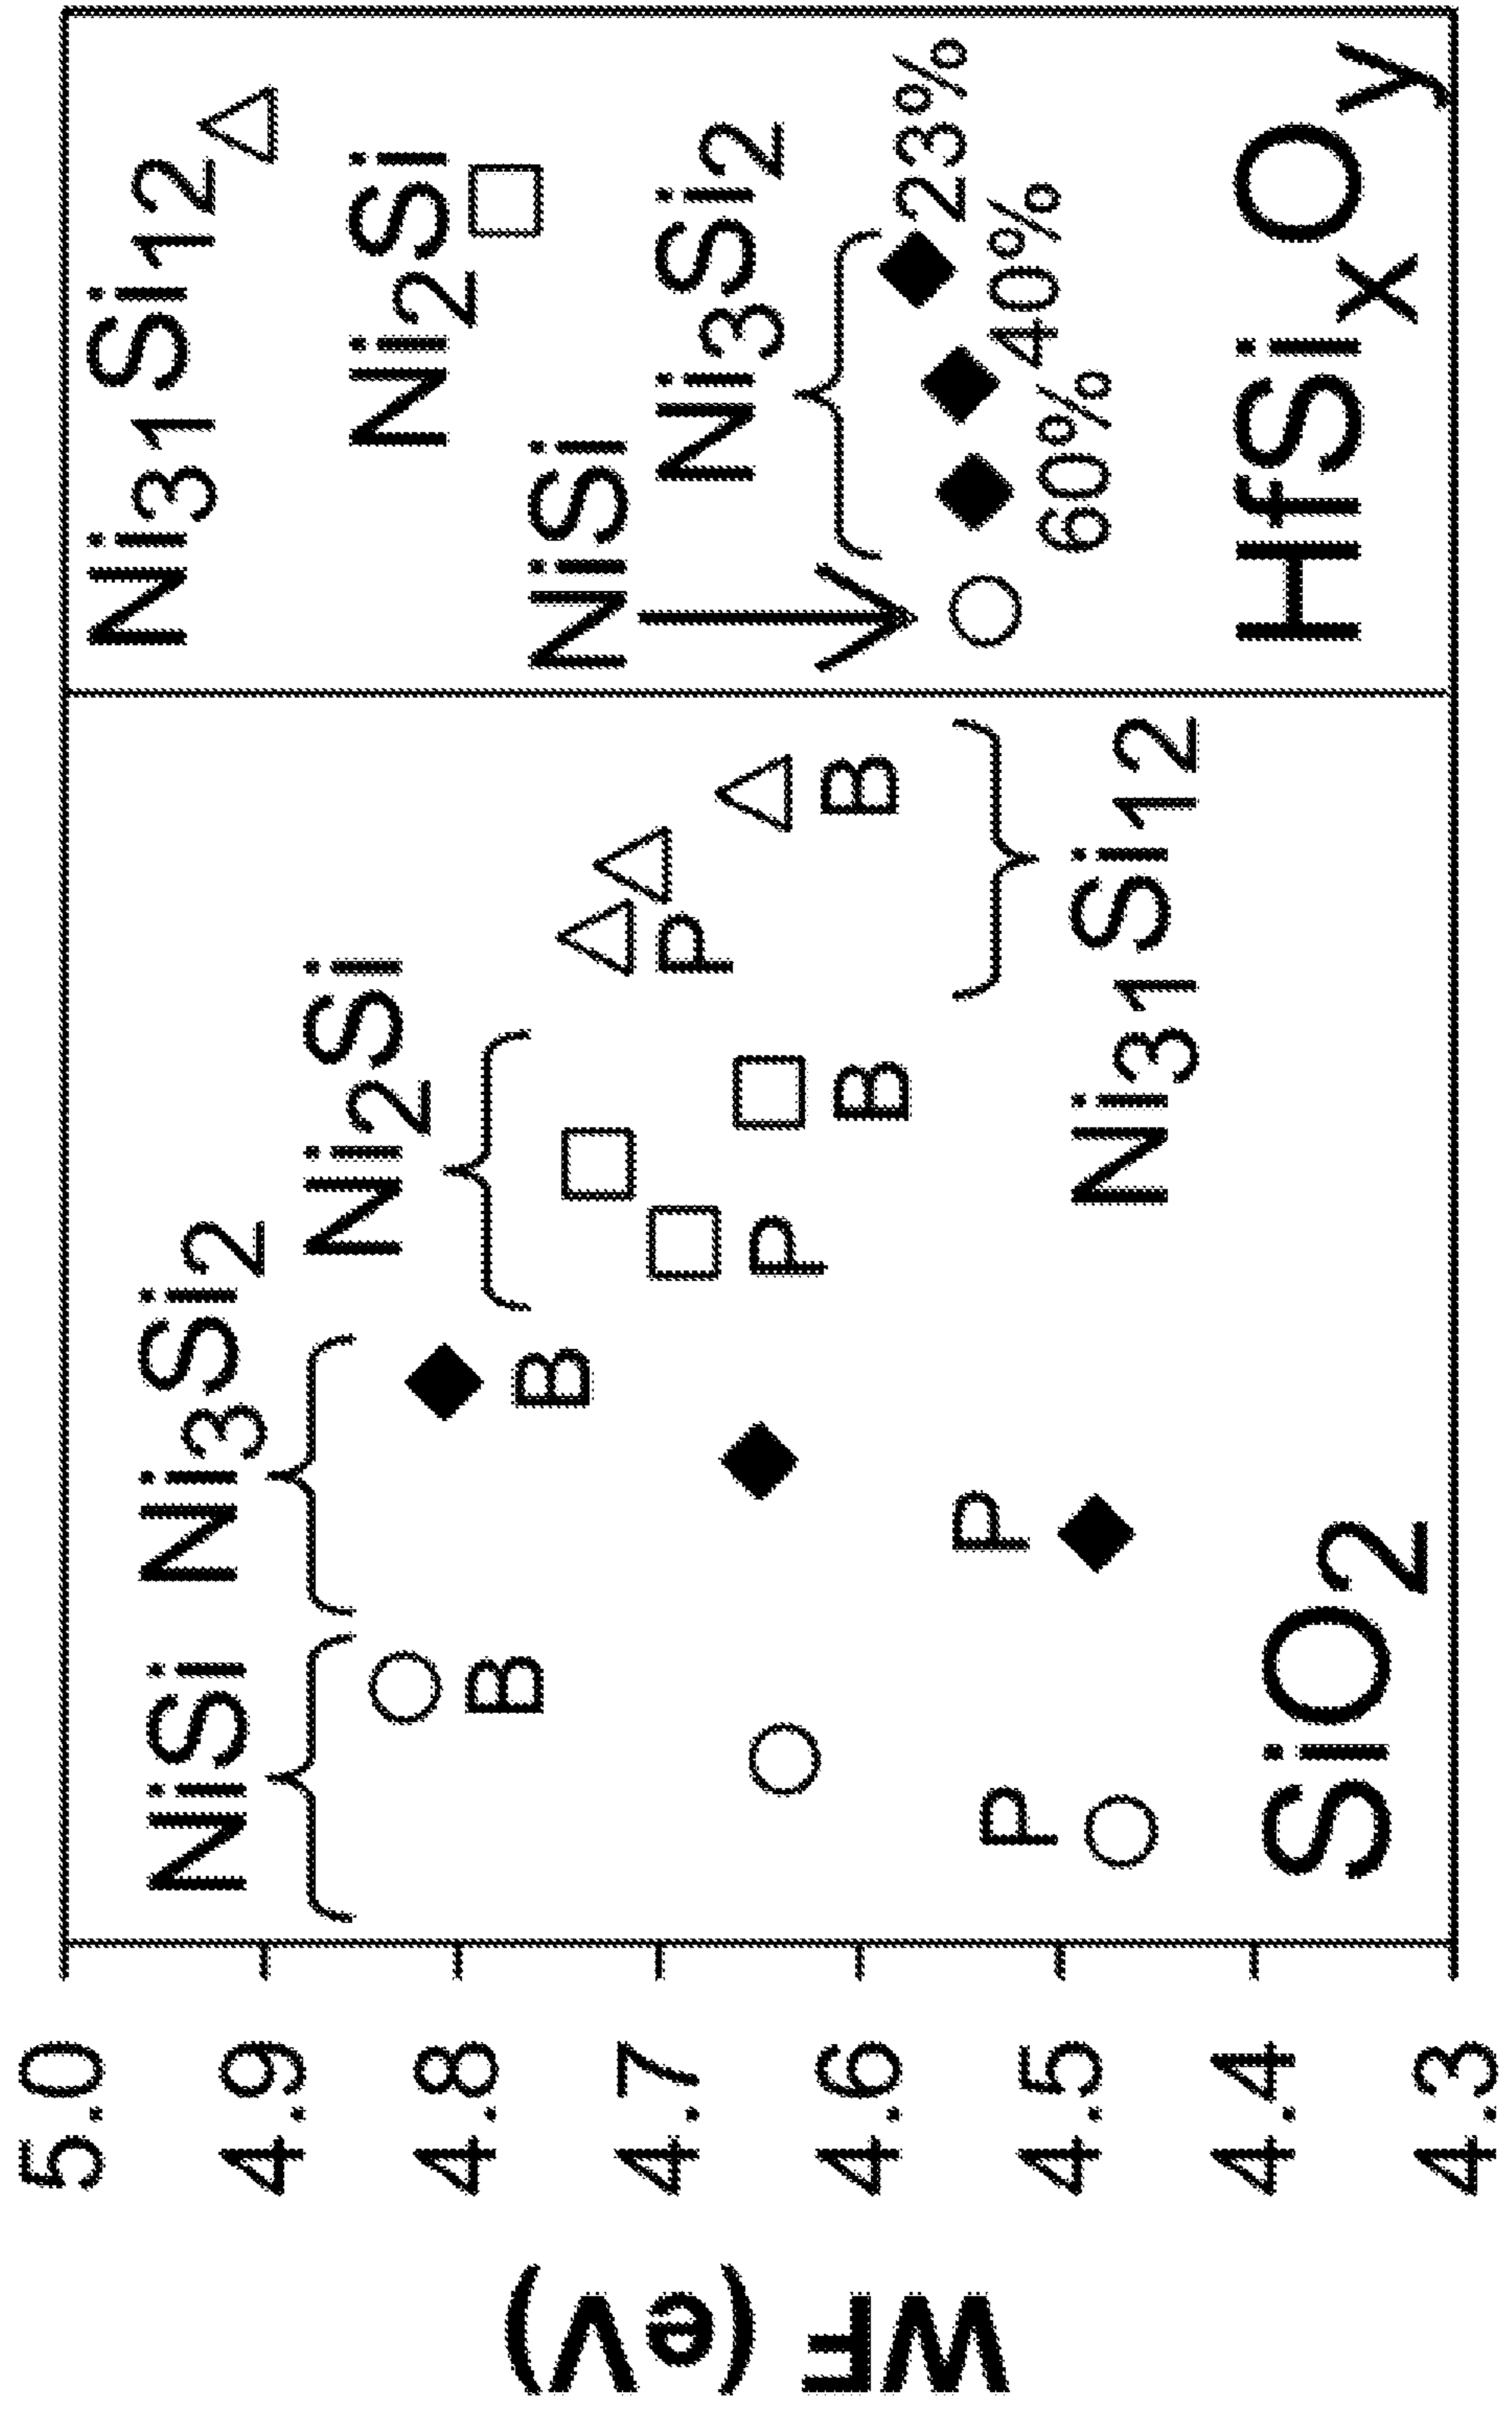 WF (eV)
5.0
4.9
4.8
4.7
4.6
4.5
4.4
4.3
NiSi
B
P
Ni3Si2
B
P
Ni2Si
P
B
P
B
Ni31Si12
SiO2
Ni31Si12
Ni2Si
NiSi
Ni3Si2
60%
40%
23%
HfSixOy